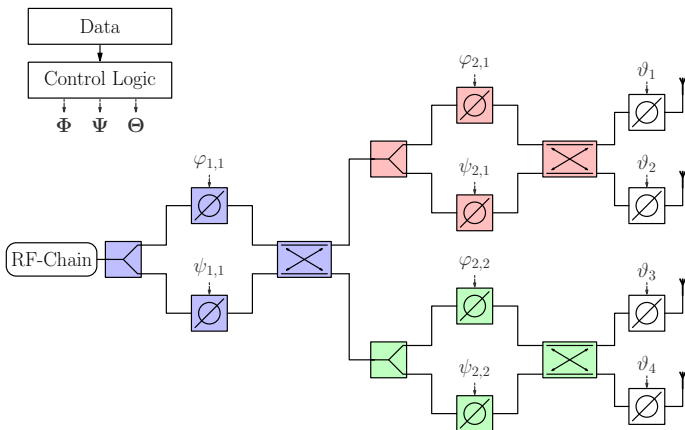 Data
Control Logic
Φ Ψ Θ
φ₂,₁
ϑ₁
φ₁,₁
ψ₂,₁
ϑ₂
RF-Chain
ψ₁,₁
φ₂,₂
ϑ₃
ψ₂,₂
ϑ₄